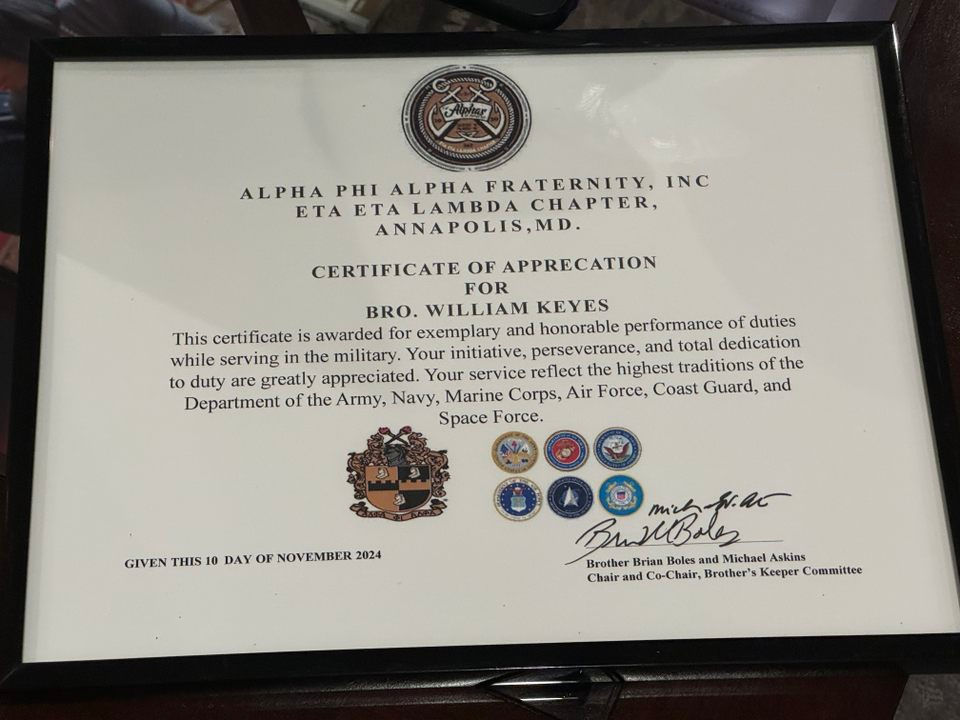 Alphas
ALPHA PHI ALPHA FRATERNITY, INC
ETA ETA LAMBDA CHAPTER,
ANNAPOLIS,MD.
CERTIFICATE OF APPRECATION
FOR
BRO. WILLIAM KEYES
This certificate is awarded for exemplary and honorable performance of duties
while serving in the military. Your initiative, perseverance, and total dedication
to duty are greatly appreciated. Your service reflect the highest traditions of the
Department of the Army, Navy, Marine Corps, Air Force, Coast Guard, and
Space Force.
GIVEN THIS 10 DAY OF NOVEMBER 2024
Brother Brian Boles and Michael Askins
Chair and Co-Chair, Brother's Keeper Committee